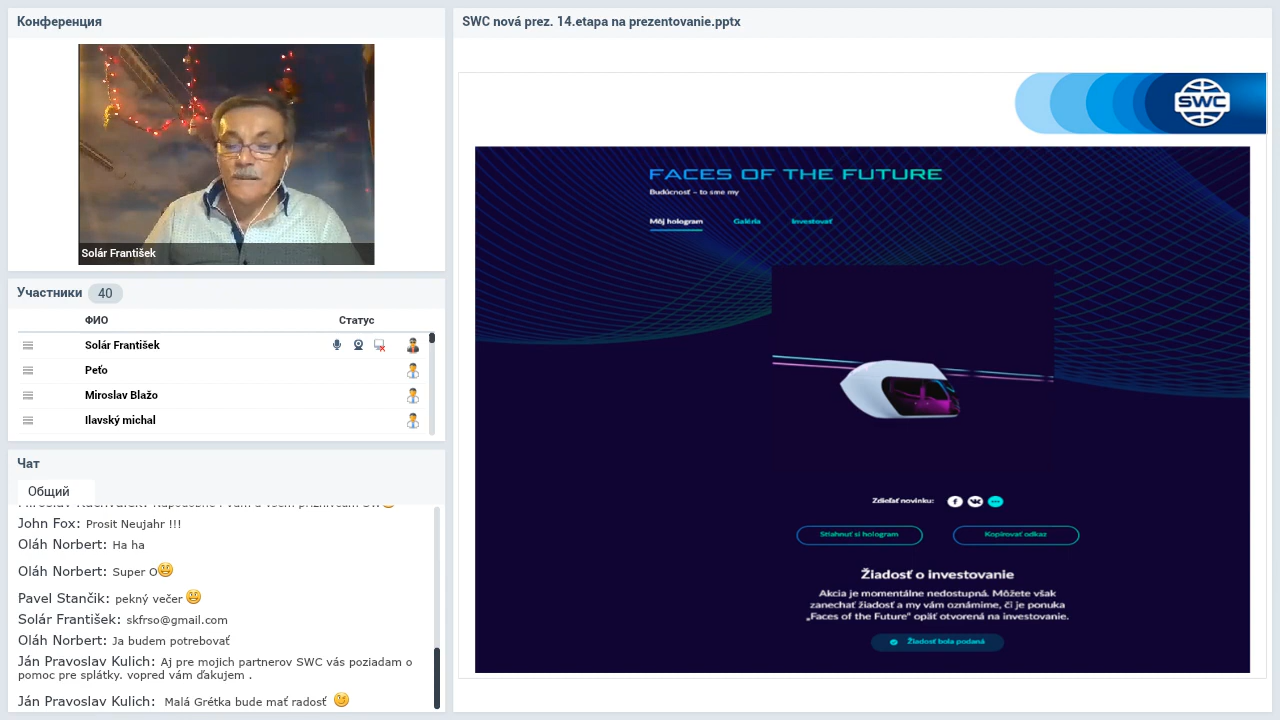 Конференция
Solár František
Участники 40
ФИО Статус
Solár František
Peťo
Miroslav Blažo
Ilavský michal
Чат
Общий
John Fox: Prosit Neujahr !!!
Oláh Norbert: Ha ha
Oláh Norbert: Super O
Pavel Stančik: pekný večer
Solár František: skfrso@gmail.com
Oláh Norbert: Ja budem potrebovať
Ján Pravoslav Kulich: Aj pre mojich partnerov SWC vás poziadam o
pomoc pre splátky. vopred vám ďakujem .
Ján Pravoslav Kulich: Malá Grétka bude mať radosť
SWC nová prez. 14.etapa na prezentovanie.pptx
SWC
FACES OF THE FUTURE
Budúcnosť – to sme my
Môj hologram Galéria Investovať
Zdieľať novinku:
Stiahnuť si hologram Kopírovať odkaz
Žiadosť o investovanie
Akcia je momentálne nedostupná. Môžete však
zanechať žiadosť a my vám oznámime, či je ponuka
„Faces of the Future" opäť otvorená na investovanie.
Žiadosť bola podaná